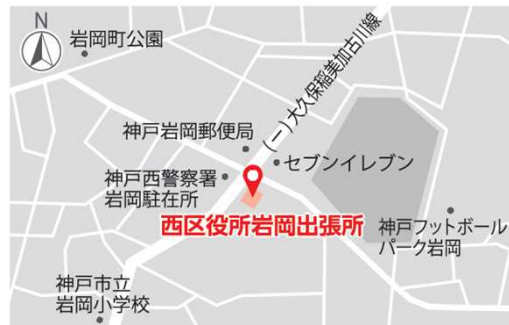 N
岩岡町公園
(一)大久保稲美加古川線
神戸岩岡郵便局
セブンイレブン
神戸西警察署
岩岡駐在所
西区役所岩岡出張所
神戸フットボール
パーク岩岡
神戸市立
岩岡小学校